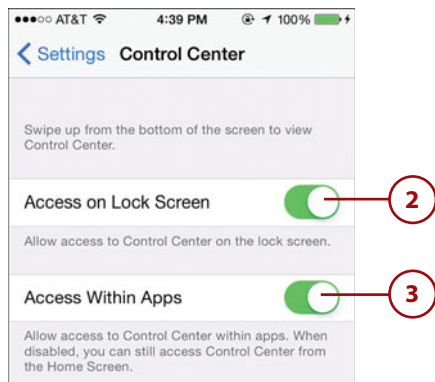 AT&T 4:39 PM 100%
Settings Control Center
Swipe up from the bottom of the screen to view
Control Center.
Access on Lock Screen
2
Allow access to Control Center on the lock screen.
Access Within Apps
3
Allow access to Control Center within apps. When
disabled, you can still access Control Center from
the Home Screen.